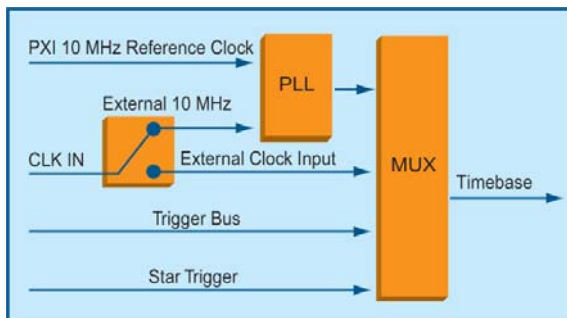 PXI 10 MHz Reference Clock
PLL
External 10 MHz
CLK IN
External Clock Input
MUX
Timebase
Trigger Bus
Star Trigger